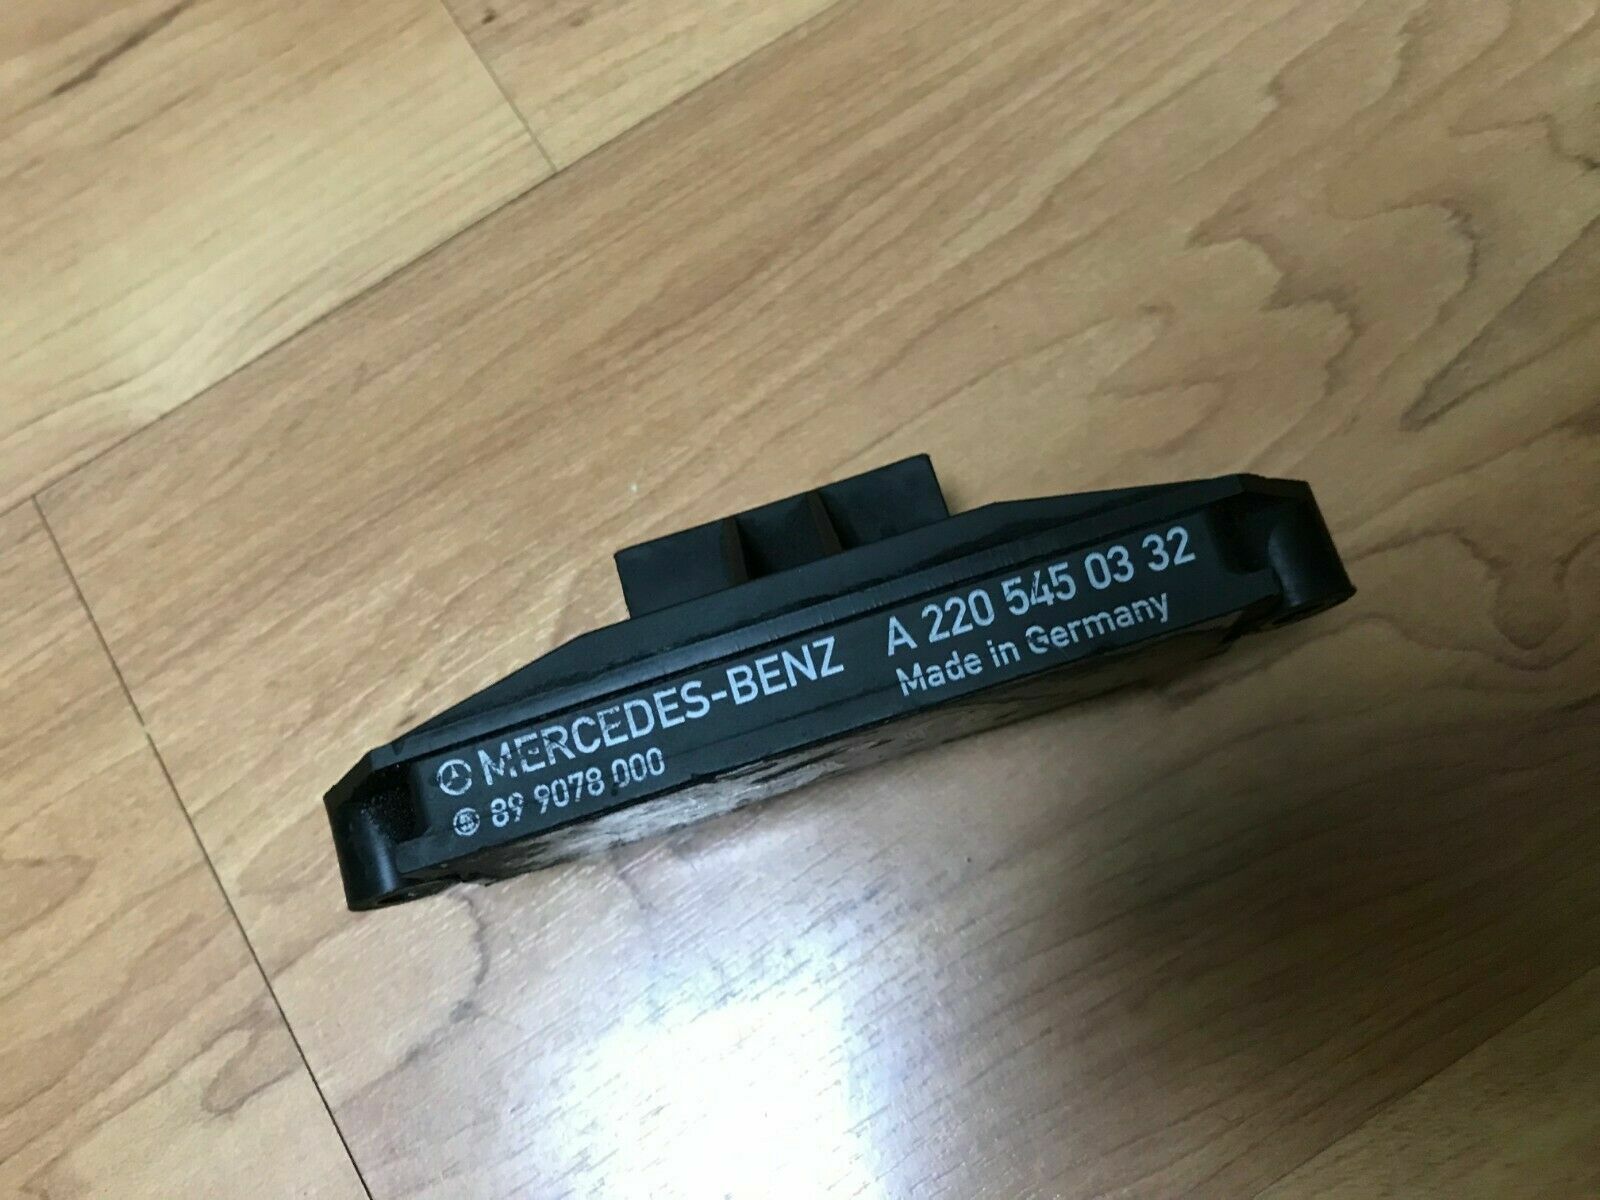 MERCEDES-BENZ A 220 545 03 32
89 9078 000 Made in Germany